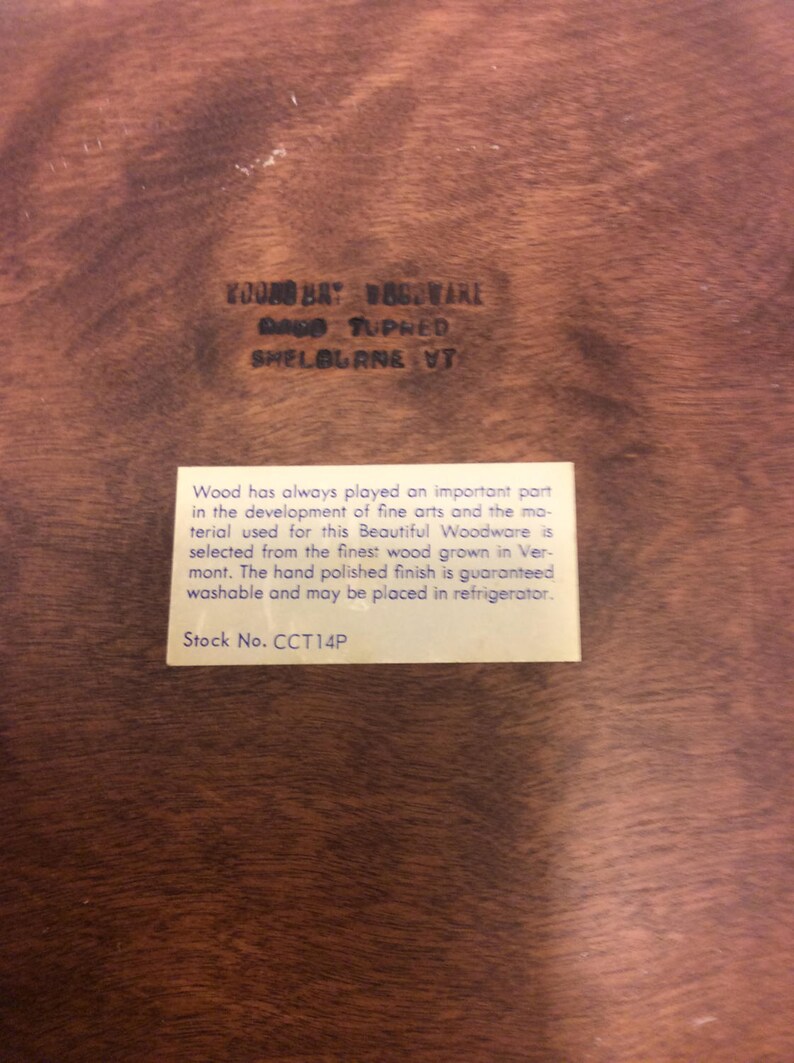 WOODBURY WOODWARE
HAND TURNED
SHELBURNE VT
Wood has always played an important part
in the development of fine arts and the ma-
terial used for this Beautiful Woodware is
selected from the finest wood grown in Ver-
mont. The hand polished finish is guaranteed
washable and may be placed in refrigerator.
Stock No. CCT14P